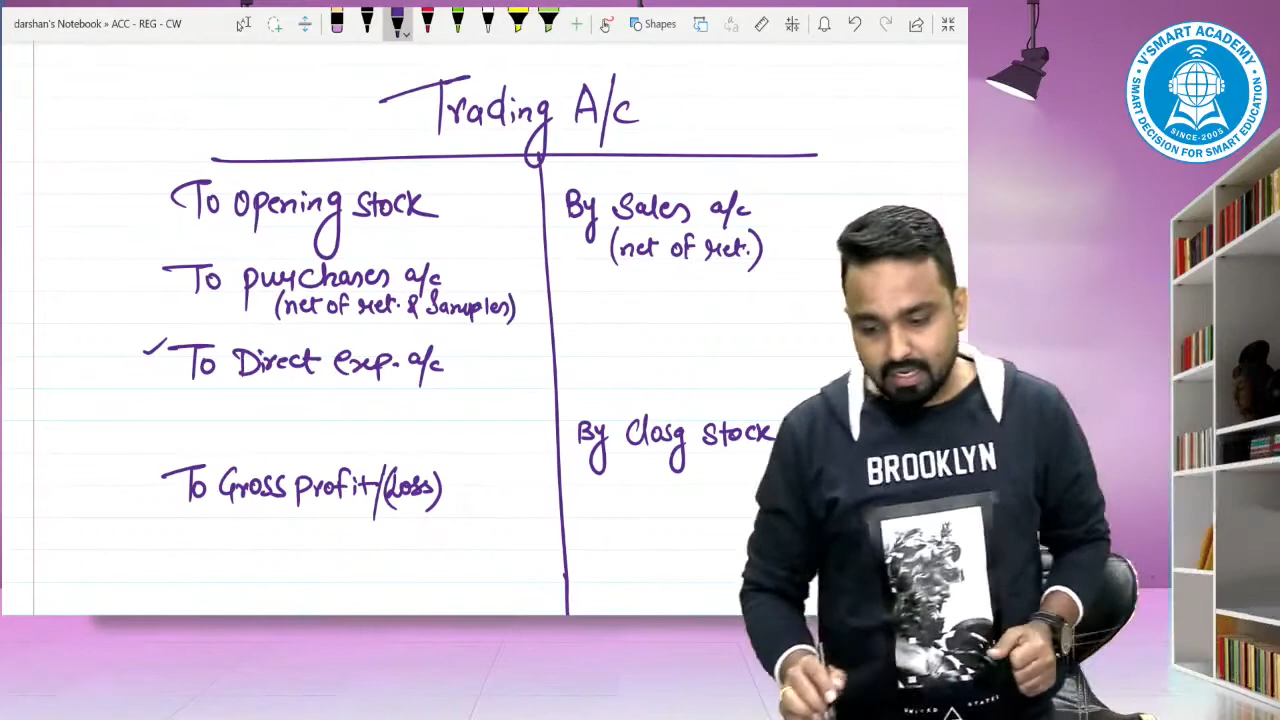 darshan's Notebook » ACC - REG - CW
Shapes
Trading A/c
To Opening stock
To purchases a/c
(net of ret. & Samples)
✓ To Direct exp. a/c
To Gross profit/(Loss)
By Sales a/c
(net of ret.)
By Closg stock
V'SMART ACADEMY
SINCE-2005
SMART DECISION FOR SMART EDUCATION
BROOKLYN
UNITED STATES